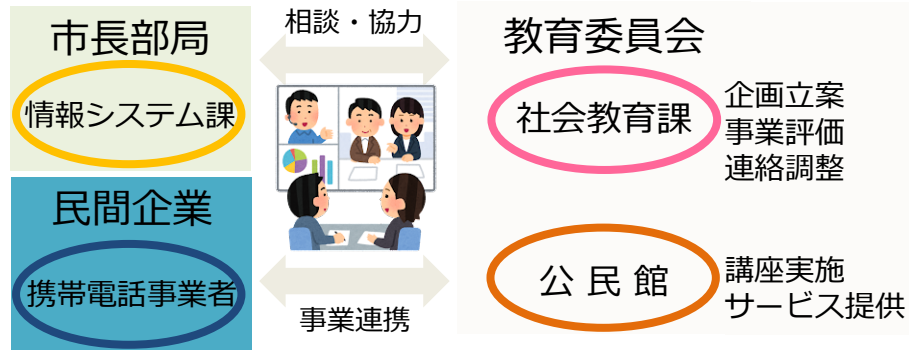 市長部局
情報システム課
民間企業
携帯電話事業者
相談・協力
事業連携
教育委員会
社会教育課
企画立案
事業評価
連絡調整
公民館
講座実施
サービス提供